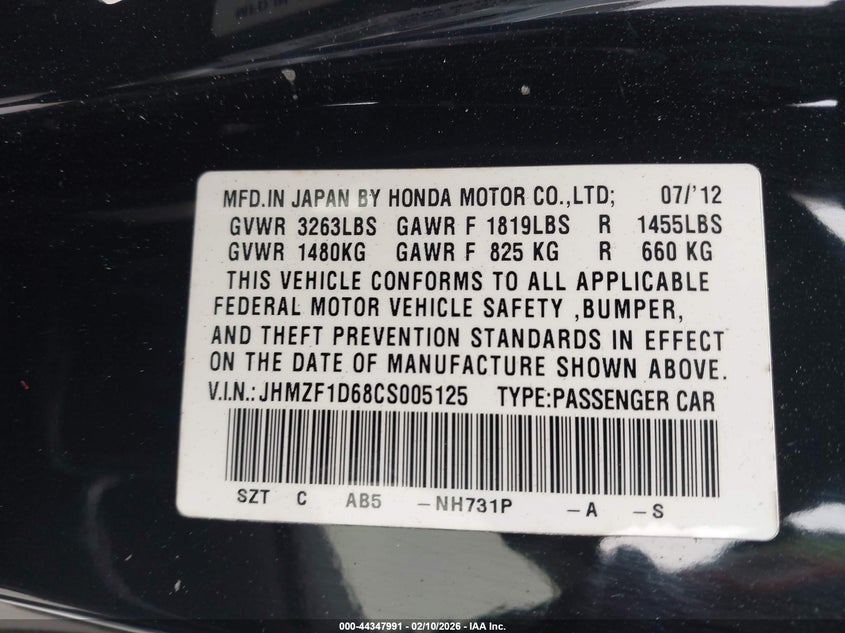 MFD.IN JAPAN BY HONDA MOTOR CO.,LTD; 07/'12
GVWR 3263LBS GAWR F 1819LBS R 1455LBS
GVWR 1480KG GAWR F 825 KG R 660 KG
THIS VEHICLE CONFORMS TO ALL APPLICABLE
FEDERAL MOTOR VEHICLE SAFETY ,BUMPER,
AND THEFT PREVENTION STANDARDS IN EFFECT
ON THE DATE OF MANUFACTURE SHOWN ABOVE.
V.I.N.:JHMZF1D68CS005125 TYPE:PASSENGER CAR
SZT C AB5 -NH731P -A -S
000-44347991 - 02/10/2026 - IAA Inc.